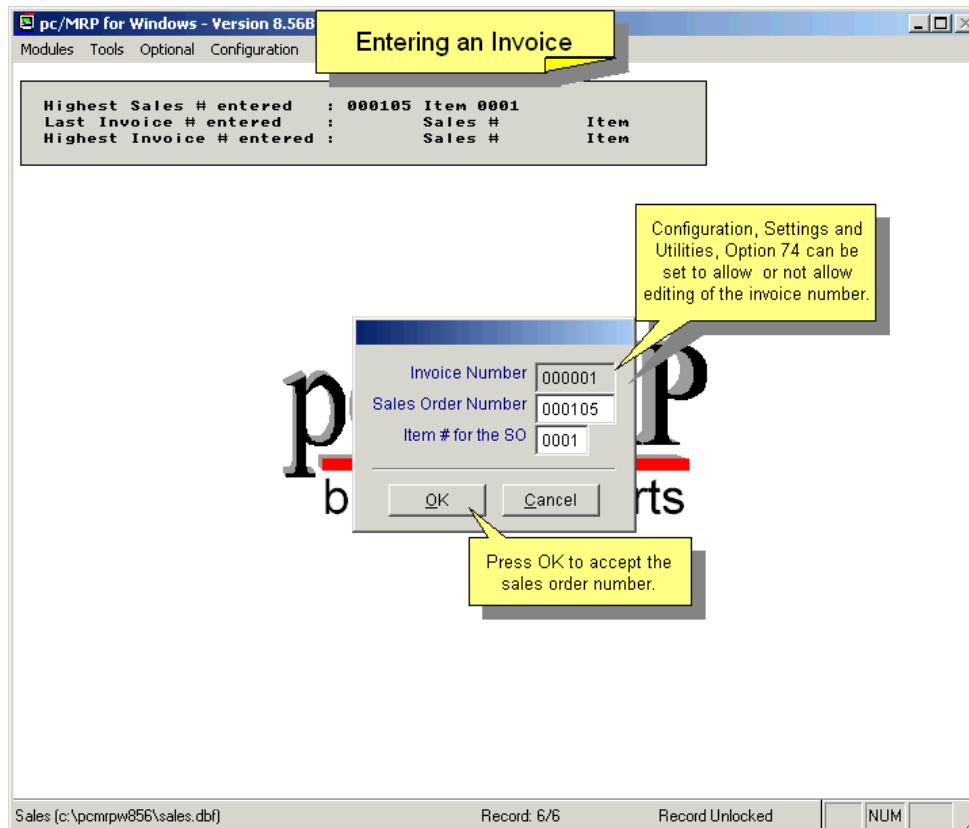 pc/MRP for Windows - Version 8.56B
Entering an Invoice
Modules Tools Optional Configuration
Highest Sales # entered : 000105 Item 0001
Last Invoice # entered : Sales # Item
Highest Invoice # entered : Sales # Item
Configuration, Settings and
Utilities, Option 74 can be
set to allow or not allow
editing of the invoice number.
Invoice Number 000001
Sales Order Number 000105
Item # for the SO 0001
OK Cancel
p P
b rts
Press OK to accept the
sales order number.
Sales (c:\pcmrpw856\sales.dbf) Record: 6/6 Record Unlocked NUM